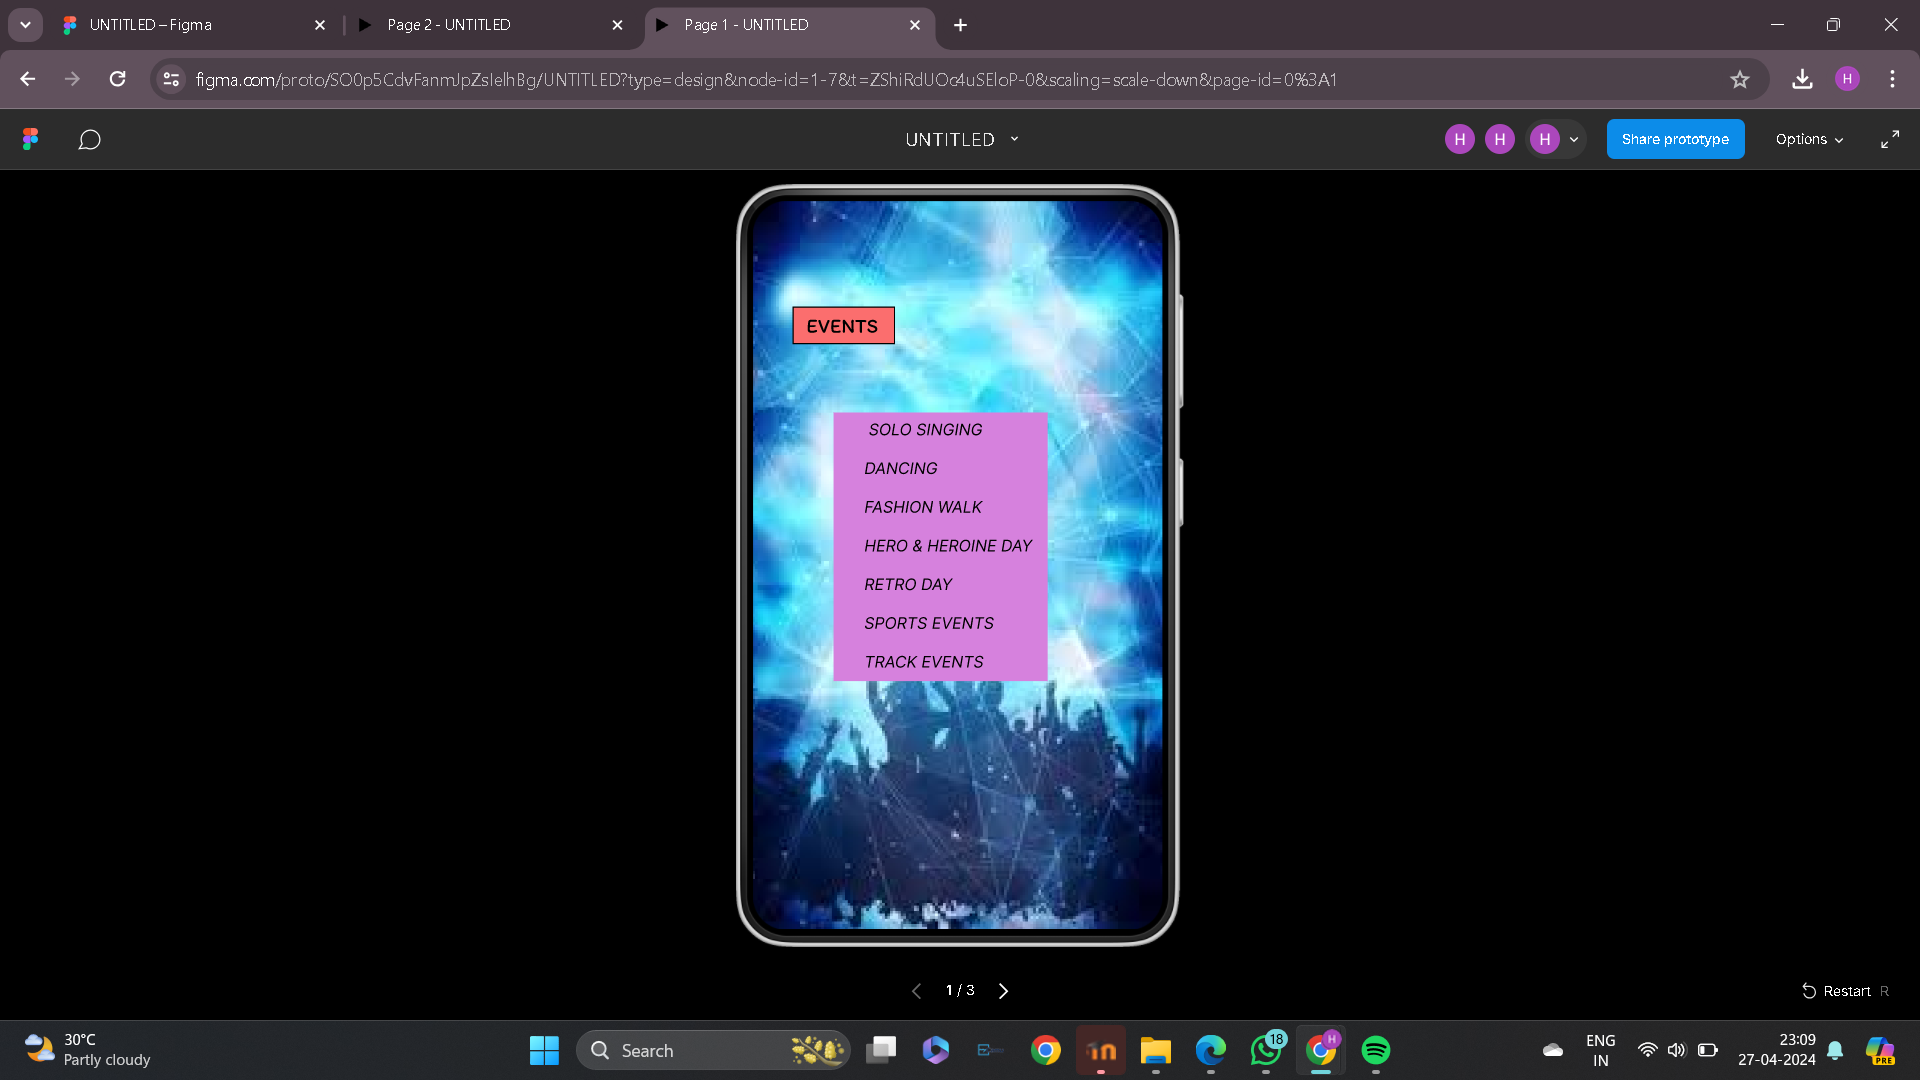 UNTITLED – Figma
Page 2 - UNTITLED
Page 1 - UNTITLED
figma.com/proto/SO0p5CdvFanmJpZsIelhBg/UNTITLED?type=design&node-id=1-7&t=ZShiRdUOc4uSEloP-0&scaling=scale-down&page-id=0%3A1
H
UNTITLED
H
H
H
Share prototype
Options
EVENTS
SOLO SINGING
DANCING
FASHION WALK
HERO & HEROINE DAY
RETRO DAY
SPORTS EVENTS
TRACK EVENTS
1 / 3
Restart R
30°C
Partly cloudy
Search
18
H
ENG
IN
23:09
27-04-2024
PRE